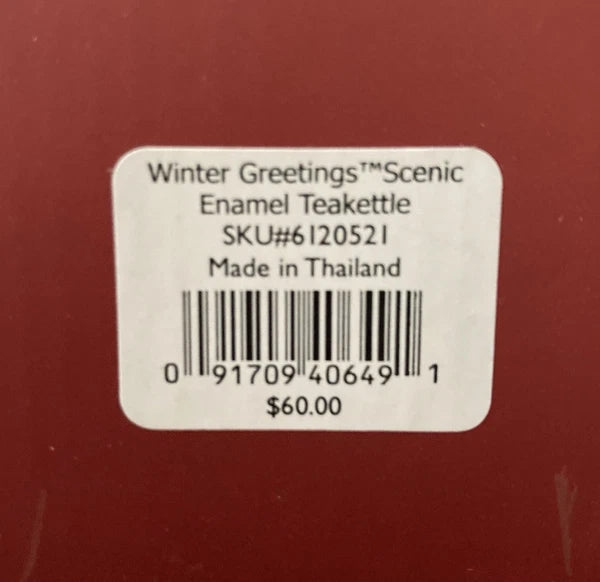 Winter Greetings™Scenic
Enamel Teakettle
SKU#6120521
Made in Thailand
0 91709 40649 1
$60.00